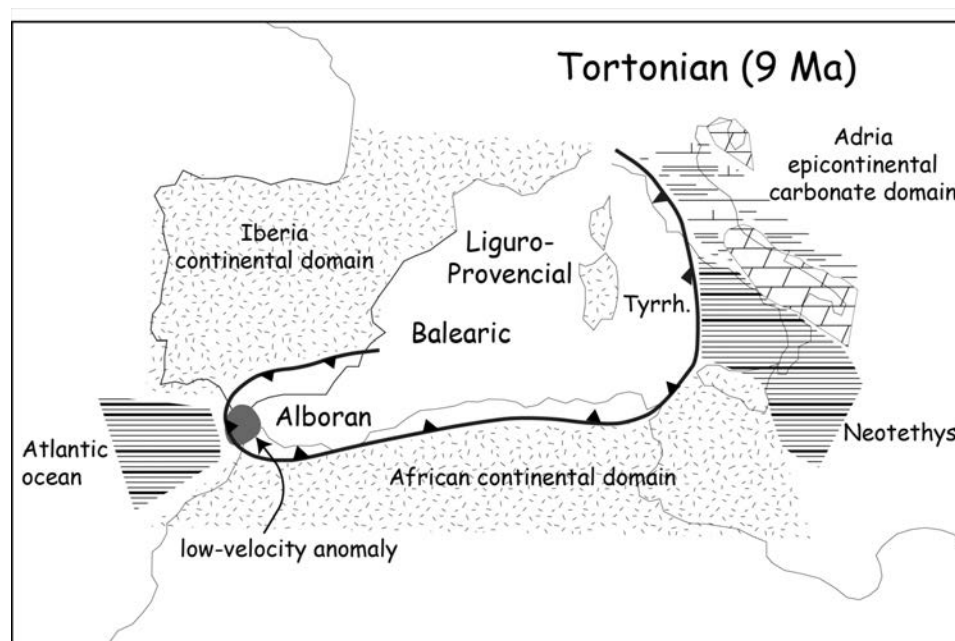 Tortonian (9 Ma)
Adria
epicontinental
carbonate domain
Iberia
continental domain
Liguro-
Provencial
Tyrrh.
Balearic
Alboran
Atlantic
ocean
Neotethys
African continental domain
low-velocity anomaly